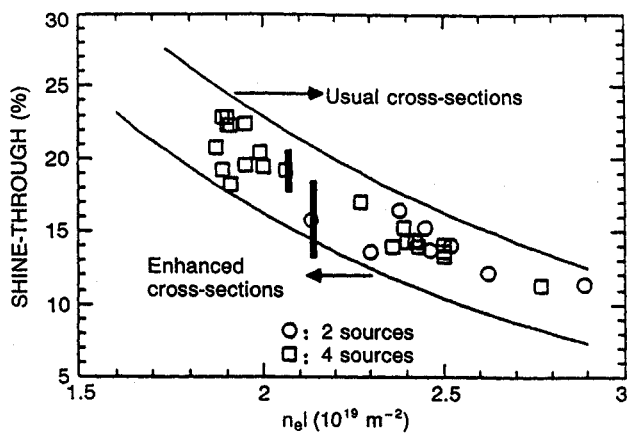 30
25
20
15
10
5
SHINE-THROUGH (%)
Usual cross-sections
Enhanced
cross-sections
○: 2 sources
□: 4 sources
1.5 2 2.5 3
nₑl (10¹⁹ m⁻²)